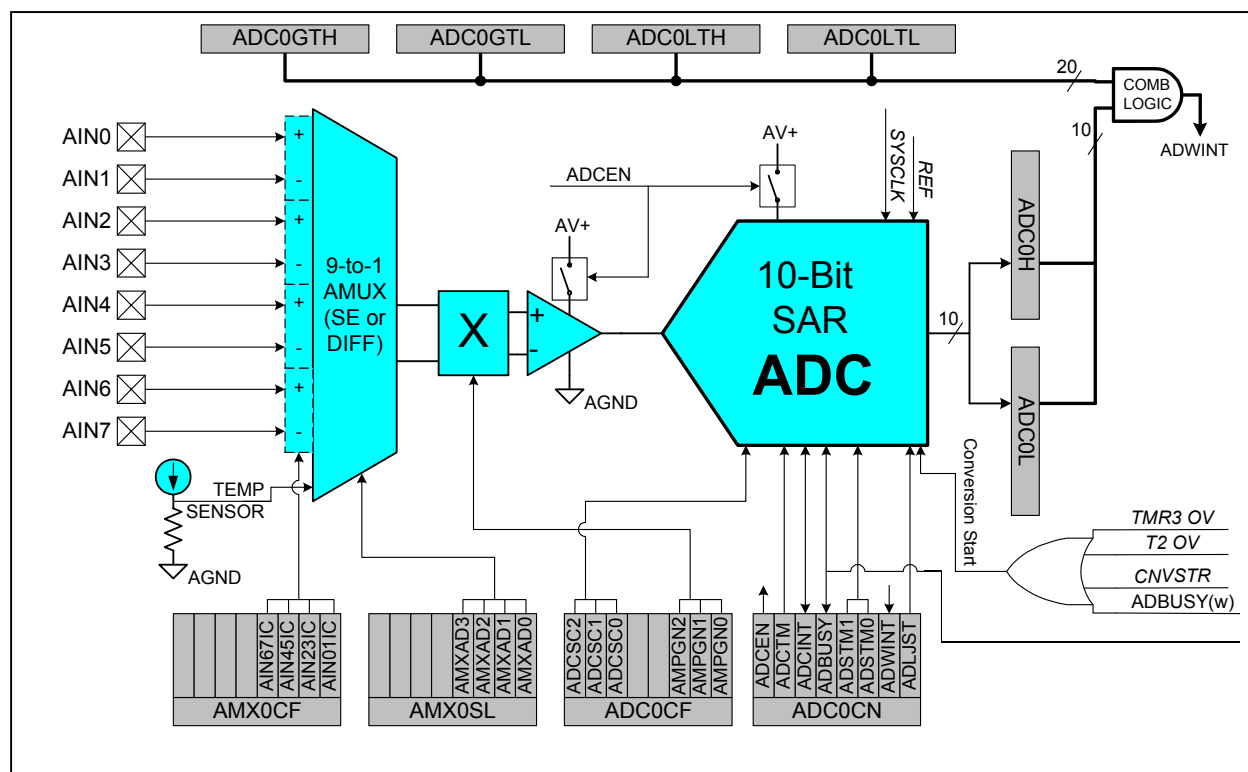 ADC0GTH
ADC0GTL
ADC0LTH
ADC0LTL
20
COMB
LOGIC
10
ADWINT
AIN0
AIN1
AIN2
AIN3
AIN4
AIN5
AIN6
AIN7
+
-
+
-
+
-
+
-
9-to-1
AMUX
(SE or
DIFF)
TEMP
SENSOR
AGND
X
+
-
AV+
AGND
ADCEN
AV+
SYSCLK
REF
10-Bit
SAR
ADC
10
ADC0H
ADC0L
Conversion Start
TMR3 OV
T2 OV
CNVSTR
ADBUSY(w)
AIN67IC
AIN45IC
AIN23IC
AIN01IC
AMX0CF
AMXAD3
AMXAD2
AMXAD1
AMXAD0
AMX0SL
ADCSC2
ADCSC1
ADCSC0
AMPGN2
AMPGN1
AMPGN0
ADC0CF
ADCEN
ADCTM
ADCINT
ADBUSY
ADSTM1
ADSTM0
ADWINT
ADLJST
ADC0CN